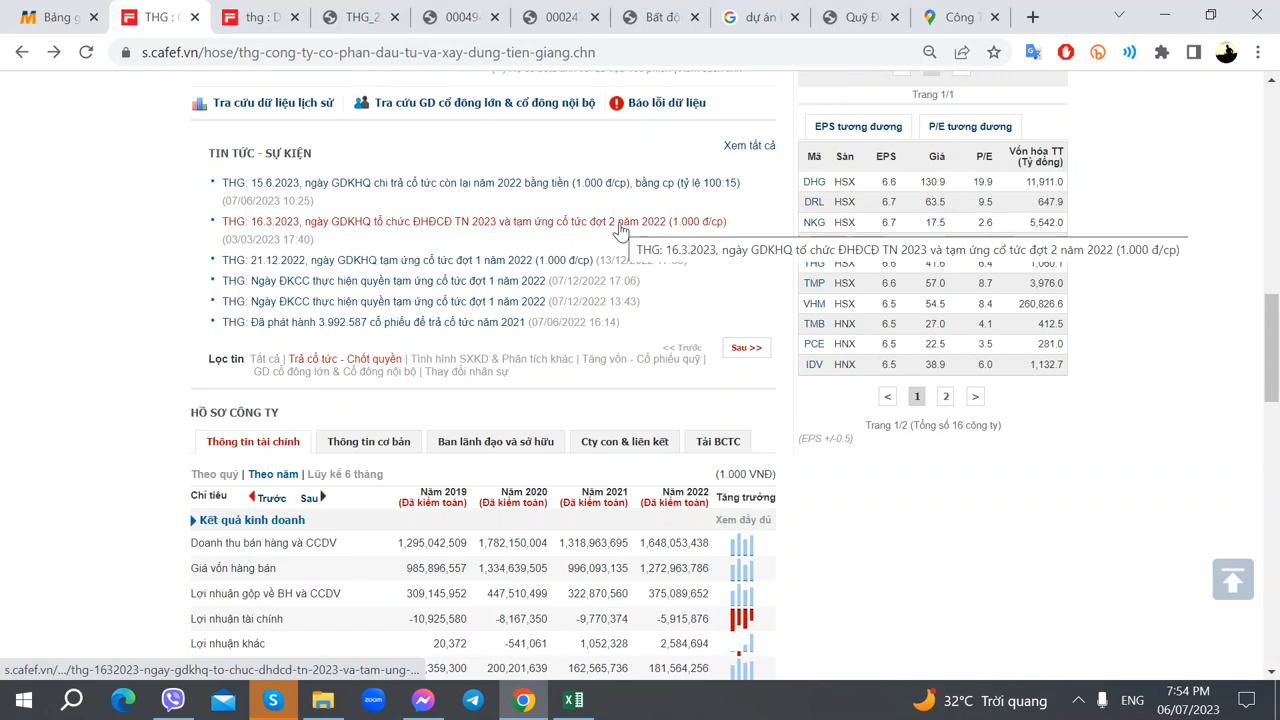 Bảng g
THG : C
thg : D
THG_2
00049
00024
Bất độ
dự án
Quỹ Đ
Công T
s.cafef.vn/hose/thg-cong-ty-co-phan-dau-tu-va-xay-dung-tien-giang.chn
Trang 1/1
Tra cứu dữ liệu lịch sử
Tra cứu GD cổ đông lớn & cổ đông nội bộ
Báo lỗi dữ liệu
TIN TỨC - SỰ KIỆN
Xem tất cả
THG: 15.6.2023, ngày GDKHQ chi trả cổ tức còn lại năm 2022 bằng tiền (1.000 đ/cp), bằng cp (tỷ lệ 100:15)
(07/06/2023 10:25)
THG: 16.3.2023, ngày GDKHQ tổ chức ĐHĐCĐ TN 2023 và tạm ứng cổ tức đợt 2 năm 2022 (1.000 đ/cp)
(03/03/2023 17:40)
THG: 16.3.2023, ngày GDKHQ tổ chức ĐHĐCĐ TN 2023 và tạm ứng cổ tức đợt 2 năm 2022 (1.000 đ/cp)
THG: 21.12.2022, ngày GDKHQ tạm ứng cổ tức đợt 1 năm 2022 (1.000 đ/cp)
THG: Ngày ĐKCC thực hiện quyền tạm ứng cổ tức đợt 1 năm 2022 (07/12/2022 17:06)
THG: Ngày ĐKCC thực hiện quyền tạm ứng cổ tức đợt 1 năm 2022 (07/12/2022 13:43)
THG: Đã phát hành 3.992.587 cổ phiếu để trả cổ tức năm 2021 (07/06/2022 16:14)
<< Trước
Sau >>
Lọc tin: Tất cả | Trả cổ tức - Chốt quyền | Tình hình SXKD & Phân tích khác | Tăng vốn - Cổ phiếu quỹ |
GD cổ đông lớn & Cổ đông nội bộ | Thay đổi nhân sự
EPS tương đương
P/E tương đương
Mã Sàn EPS Giá P/E Vốn hóa TT
(Tỷ đồng)
DHG HSX 6.6 130.9 19.9 11,911.0
DRL HSX 6.7 63.5 9.5 647.9
NKG HSX 6.7 17.5 2.6 5,542.0
THG HSX 6.6 41.6 6.4 1,060.1
TMP HSX 6.6 57.0 8.7 3,976.0
VHM HSX 6.5 54.5 8.4 260,826.6
TMB HNX 6.5 27.0 4.1 412.5
PCE HNX 6.5 22.5 3.5 281.0
IDV HNX 6.5 38.9 6.0 1,132.7
< 1 2 >
Trang 1/2 (Tổng số 16 công ty)
(EPS +/-0.5)
HỒ SƠ CÔNG TY
Thông tin tài chính
Thông tin cơ bản
Ban lãnh đạo và sở hữu
Cty con & liên kết
Tải BCTC
Theo quý | Theo năm | Lũy kế 6 tháng
(1.000 VNĐ)
Chỉ tiêu Trước Sau Năm 2019 Năm 2020 Năm 2021 Năm 2022 Tăng trưởng
(Đã kiểm toán) (Đã kiểm toán) (Đã kiểm toán) (Đã kiểm toán)
Kết quả kinh doanh
Xem đầy đủ
Doanh thu bán hàng và CCDV 1,295,042,509 1,782,150,004 1,318,963,695 1,648,053,438
Giá vốn hàng bán 985,896,557 1,334,639,505 996,093,135 1,272,963,786
Lợi nhuận gộp về BH và CCDV 309,145,952 447,510,499 322,870,560 375,089,652
Lợi nhuận tài chính -10,925,580 -8,167,350 -9,770,374 -5,915,876
Lợi nhuận khác 20,372 -541,061 1,052,328 2,584,694
,359,300 200,201,639 162,565,736 181,564,256
s.cafef.vn/.../thg-1632023-ngay-gdkhq-to-chuc-dhdcd-tn-2023-va-tam-ung-...
32°C Trời quang
ENG
7:54 PM
06/07/2023